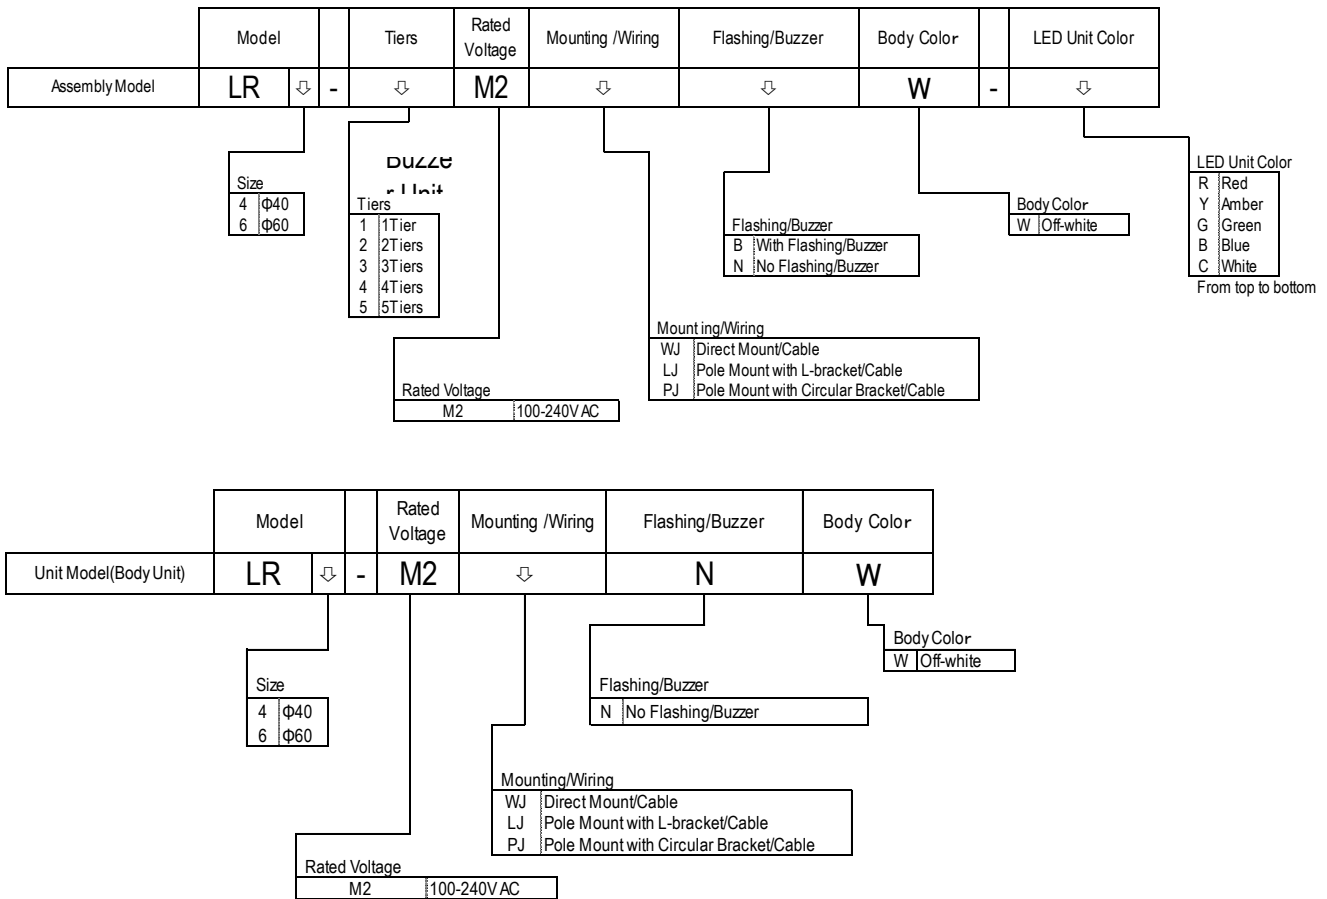 Model Tiers Rated Voltage Mounting /Wiring Flashing/Buzzer Body Color LED Unit Color
Assembly Model LR ⇩ - ⇩ M2 ⇩ ⇩ W - ⇩
Size
4 Φ40
6 Φ60
Tiers
1 1Tier
2 2Tiers
3 3Tiers
4 4Tiers
5 5Tiers
Rated Voltage
M2 100-240V AC
Mounting/Wiring
WJ Direct Mount/Cable
LJ Pole Mount with L-bracket/Cable
PJ Pole Mount with Circular Bracket/Cable
Flashing/Buzzer
B With Flashing/Buzzer
N No Flashing/Buzzer
Body Color
W Off-white
LED Unit Color
R Red
Y Amber
G Green
B Blue
C White
From top to bottom
Model Rated Voltage Mounting /Wiring Flashing/Buzzer Body Color
Unit Model(Body Unit) LR ⇩ - M2 ⇩ N W
Size
4 Φ40
6 Φ60
Rated Voltage
M2 100-240V AC
Mounting/Wiring
WJ Direct Mount/Cable
LJ Pole Mount with L-bracket/Cable
PJ Pole Mount with Circular Bracket/Cable
Flashing/Buzzer
N No Flashing/Buzzer
Body Color
W Off-white